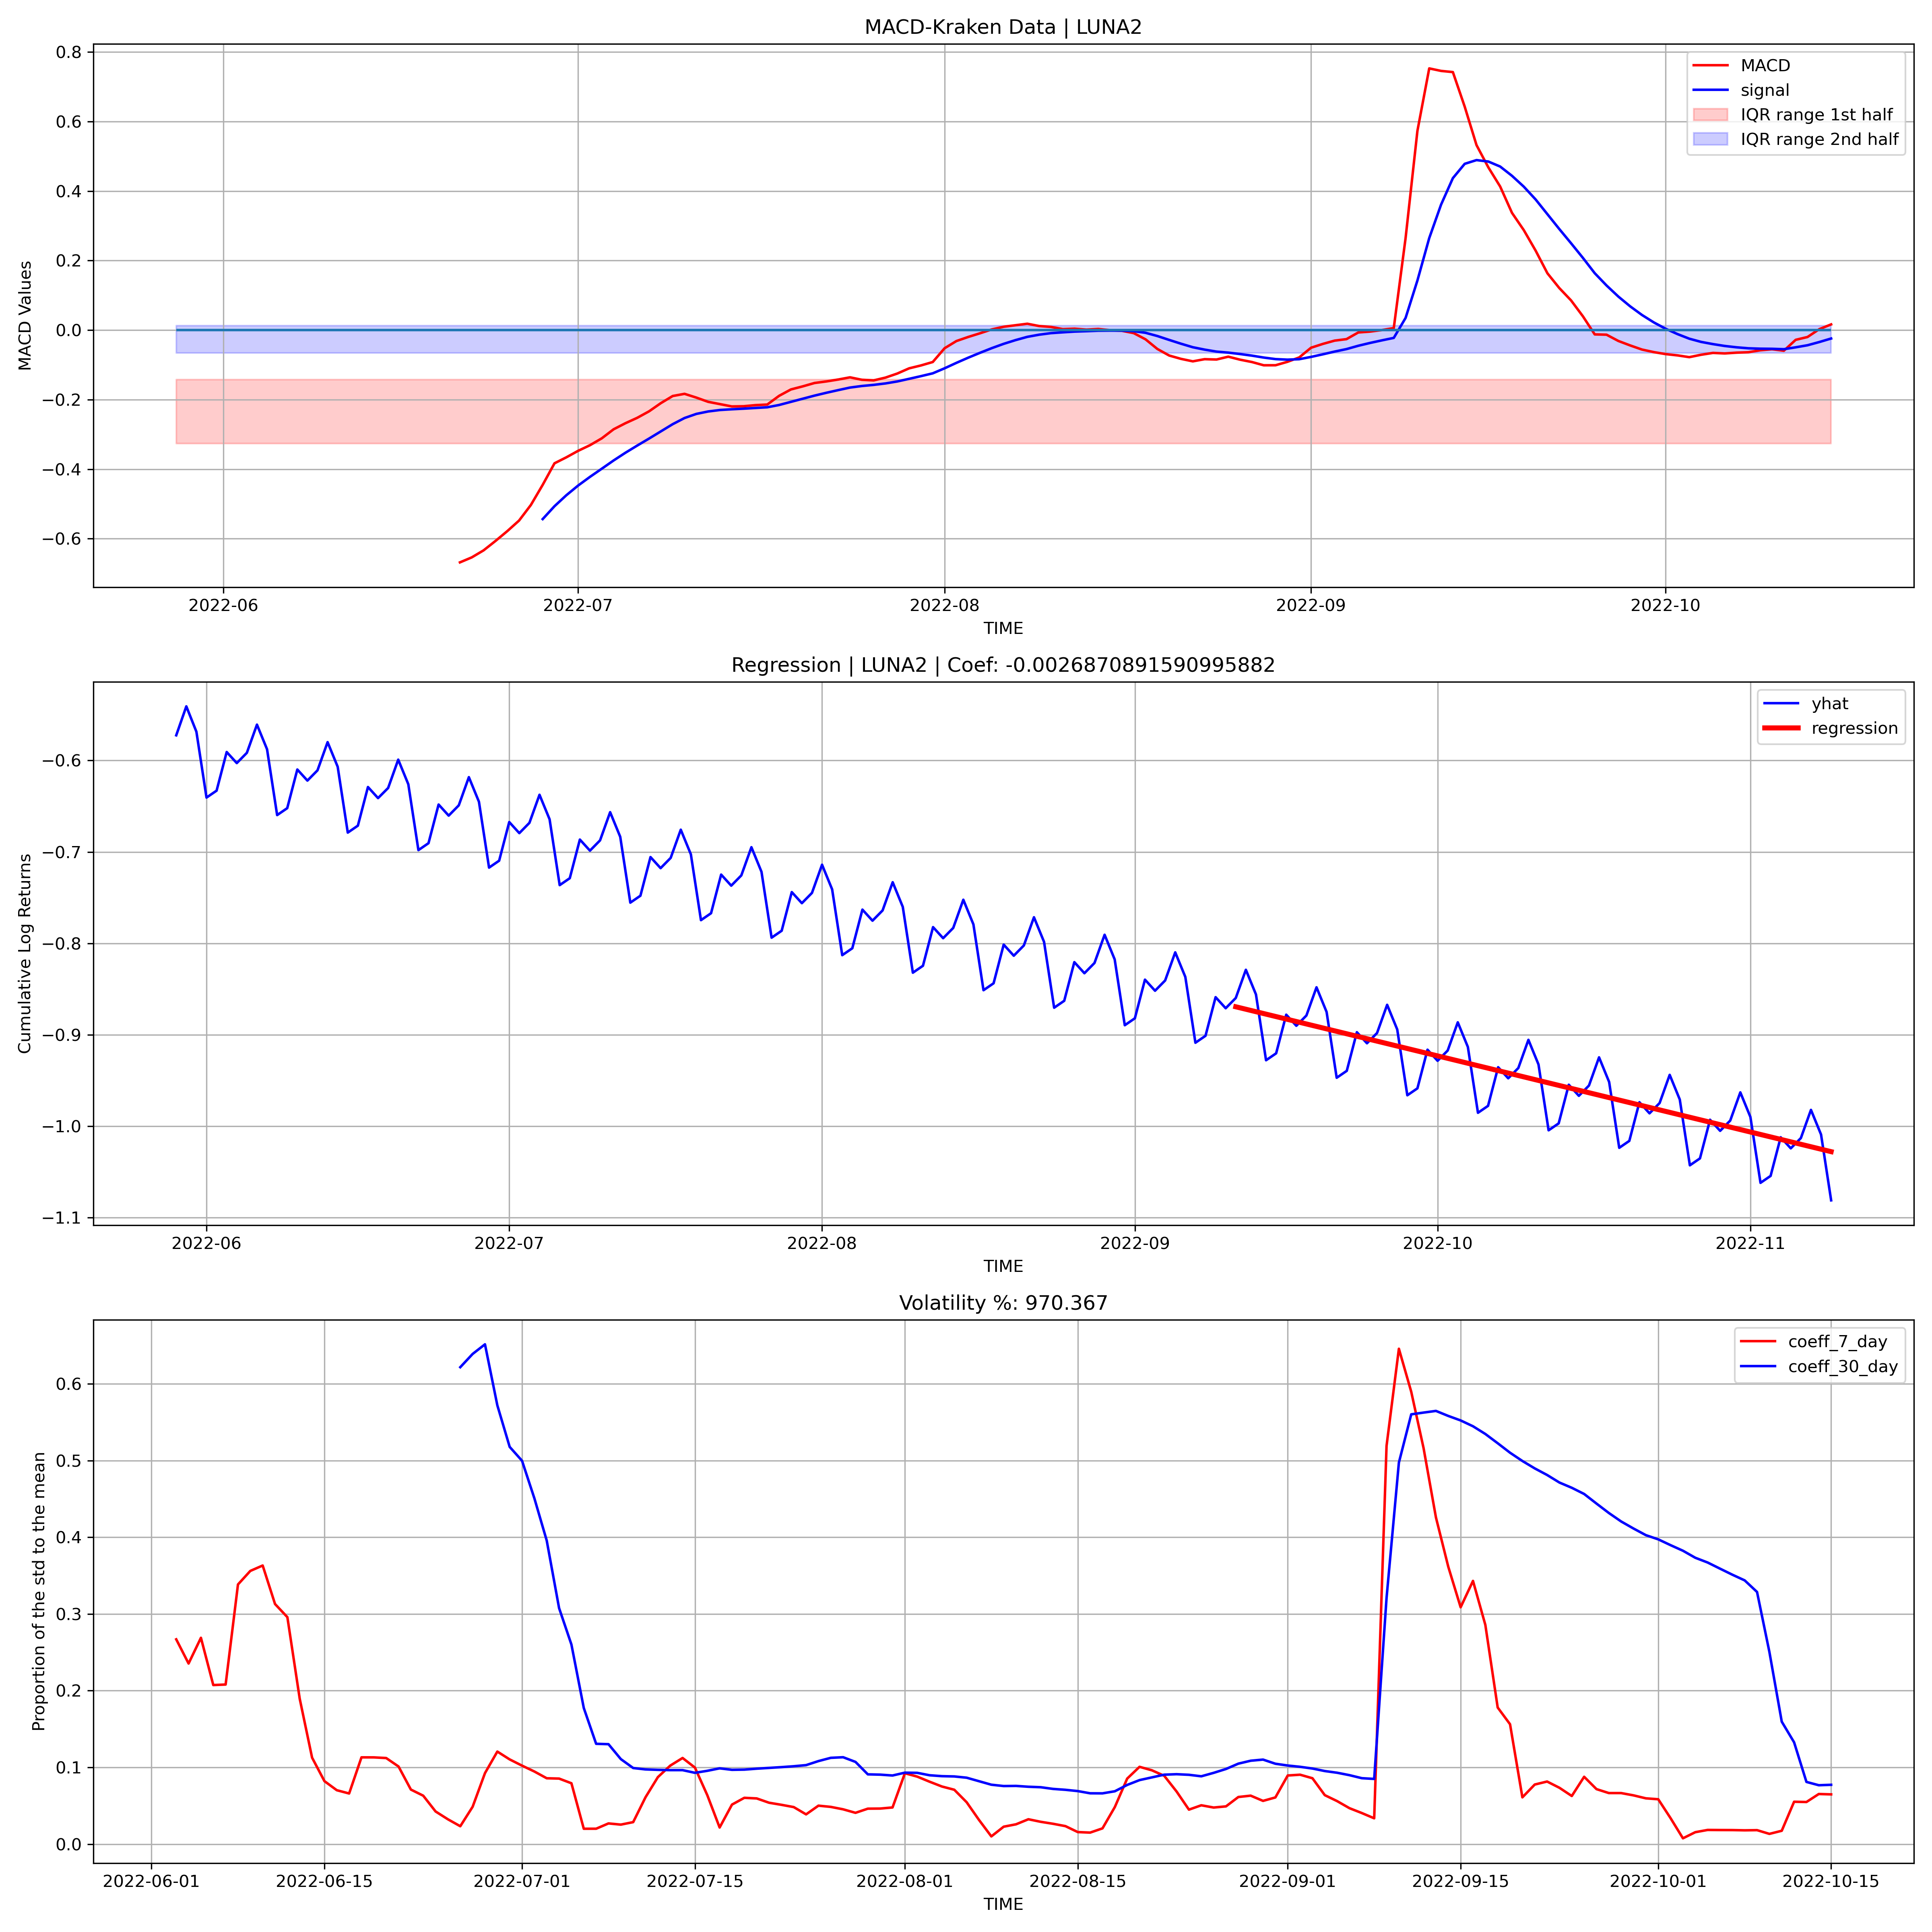 MACD-Kraken Data | LUNA2
MACD Values
0.8
0.6
0.4
0.2
0.0
−0.2
−0.4
−0.6
MACD
signal
IQR range 1st half
IQR range 2nd half
2022-06
2022-07
2022-08
2022-09
2022-10
TIME
Regression | LUNA2 | Coef: -0.0026870891590995882
Cumulative Log Returns
−0.6
−0.7
−0.8
−0.9
−1.0
−1.1
yhat
regression
2022-06
2022-07
2022-08
2022-09
2022-10
2022-11
TIME
Volatility %: 970.367
Proportion of the std to the mean
0.6
0.5
0.4
0.3
0.2
0.1
0.0
coeff_7_day
coeff_30_day
2022-06-01
2022-06-15
2022-07-01
2022-07-15
2022-08-01
2022-08-15
2022-09-01
2022-09-15
2022-10-01
2022-10-15
TIME